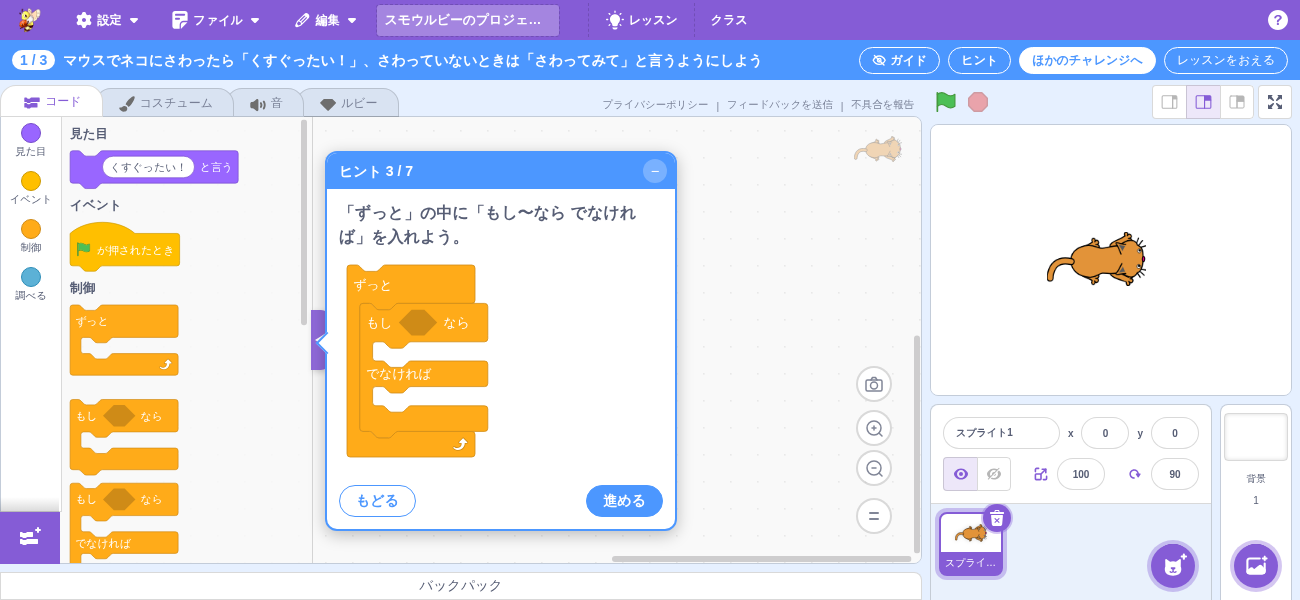 設定 ファイル 編集 スモウルビーのプロジェ… レッスン クラス ?
1 / 3 マウスでネコにさわったら「くすぐったい！」、さわっていないときは「さわってみて」と言うようにしよう ガイド ヒント ほかのチャレンジへ レッスンをおえる
コード コスチューム 音 ルビー プライバシーポリシー | フィードバックを送信 | 不具合を報告
見た目
イベント
制御
調べる
見た目
くすぐったい！ と言う
イベント
が押されたとき
制御
ずっと
もし なら
もし なら
でなければ
ヒント 3 / 7
「ずっと」の中に「もし〜なら でなけれ
ば」を入れよう。
ずっと
もし なら
でなければ
もどる 進める
スプライト1 x 0 y 0
100 90
スプライ…
背景
1
バックパック